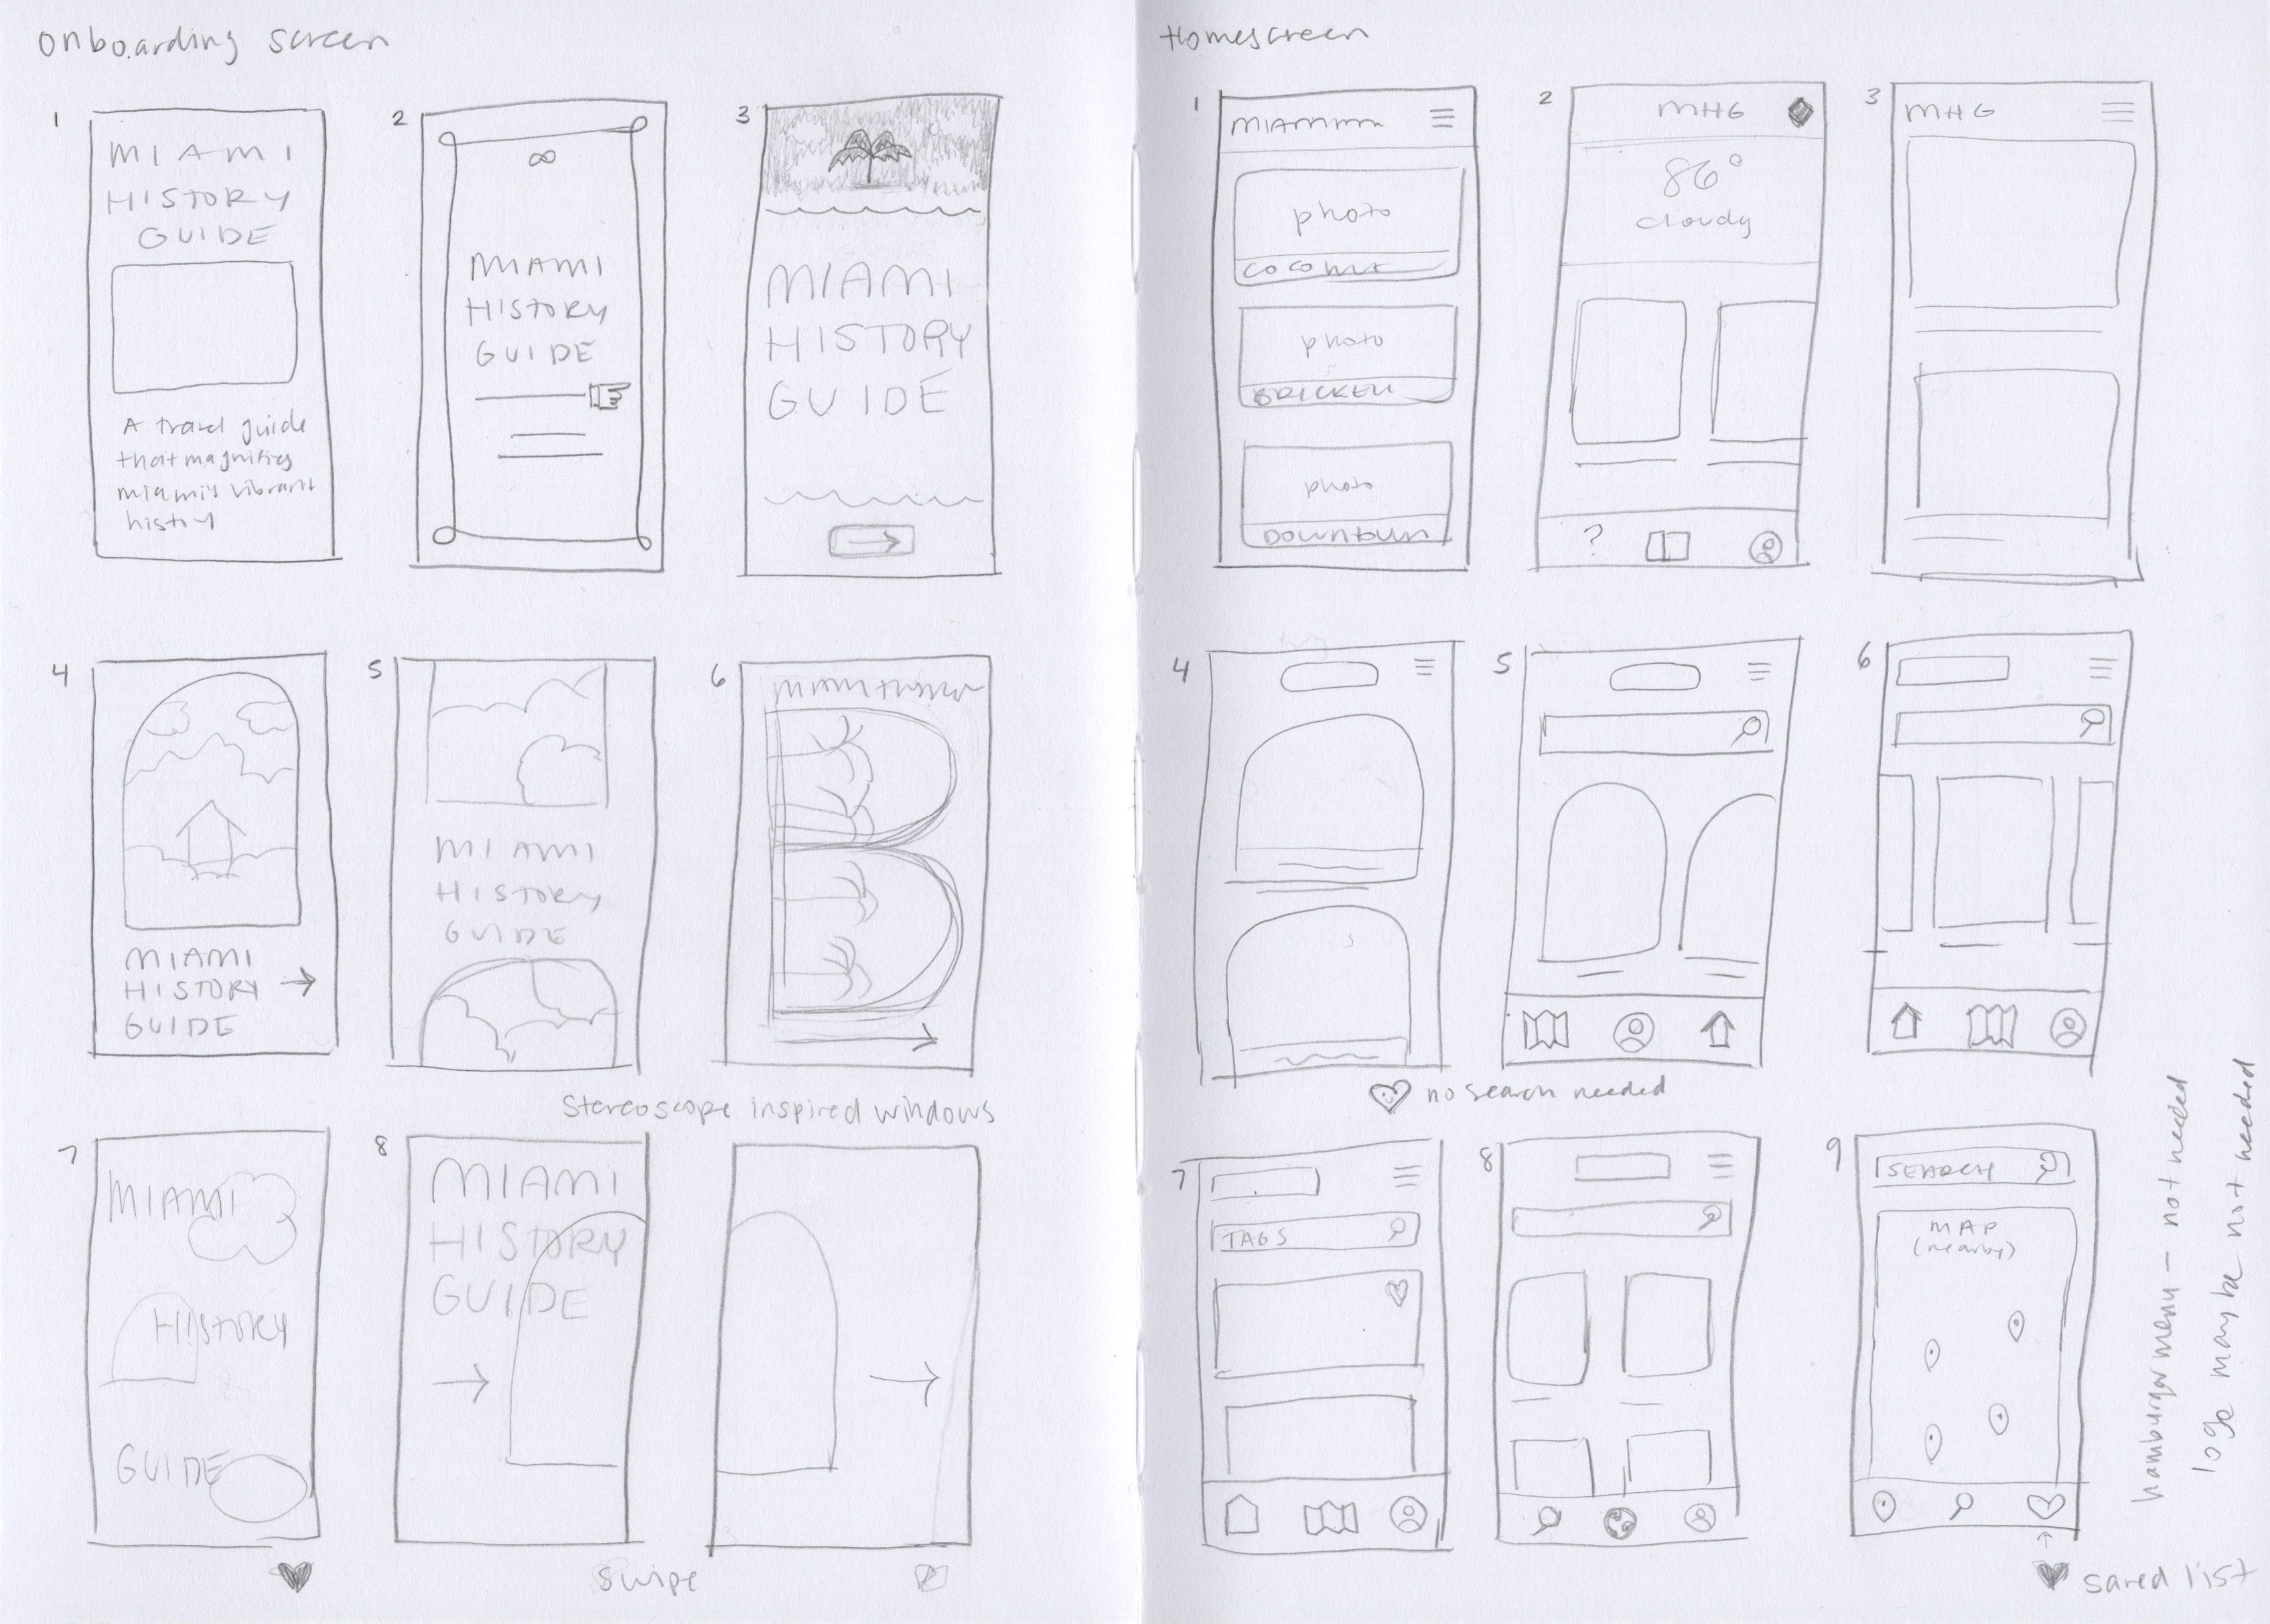 onboarding screen
1
MIAMI
HISTORY
GUIDE
A travel guide
that magnifies
miami's vibrant
history
2
∞
MIAMI
HISTORY
GUIDE
3
MIAMI
HISTORY
GUIDE
4
MIAMI
HISTORY
GUIDE
5
MIAMI
HISTORY
GUIDE
6
Stereoscope inspired windows
7
MIAMI
HISTORY
GUIDE
8
MIAMI
HISTORY
GUIDE
Swipe
Homescreen
1
photo
photo
BRICKELL
photo
DOWNTOWN
2
MHG
86°
cloudy
?
3
MHG
4
5
6
no search needed
7
TAGS
8
9
SEARCH
MAP
(nearby)
saved list
hamburger menu - not needed
logo may be not needed